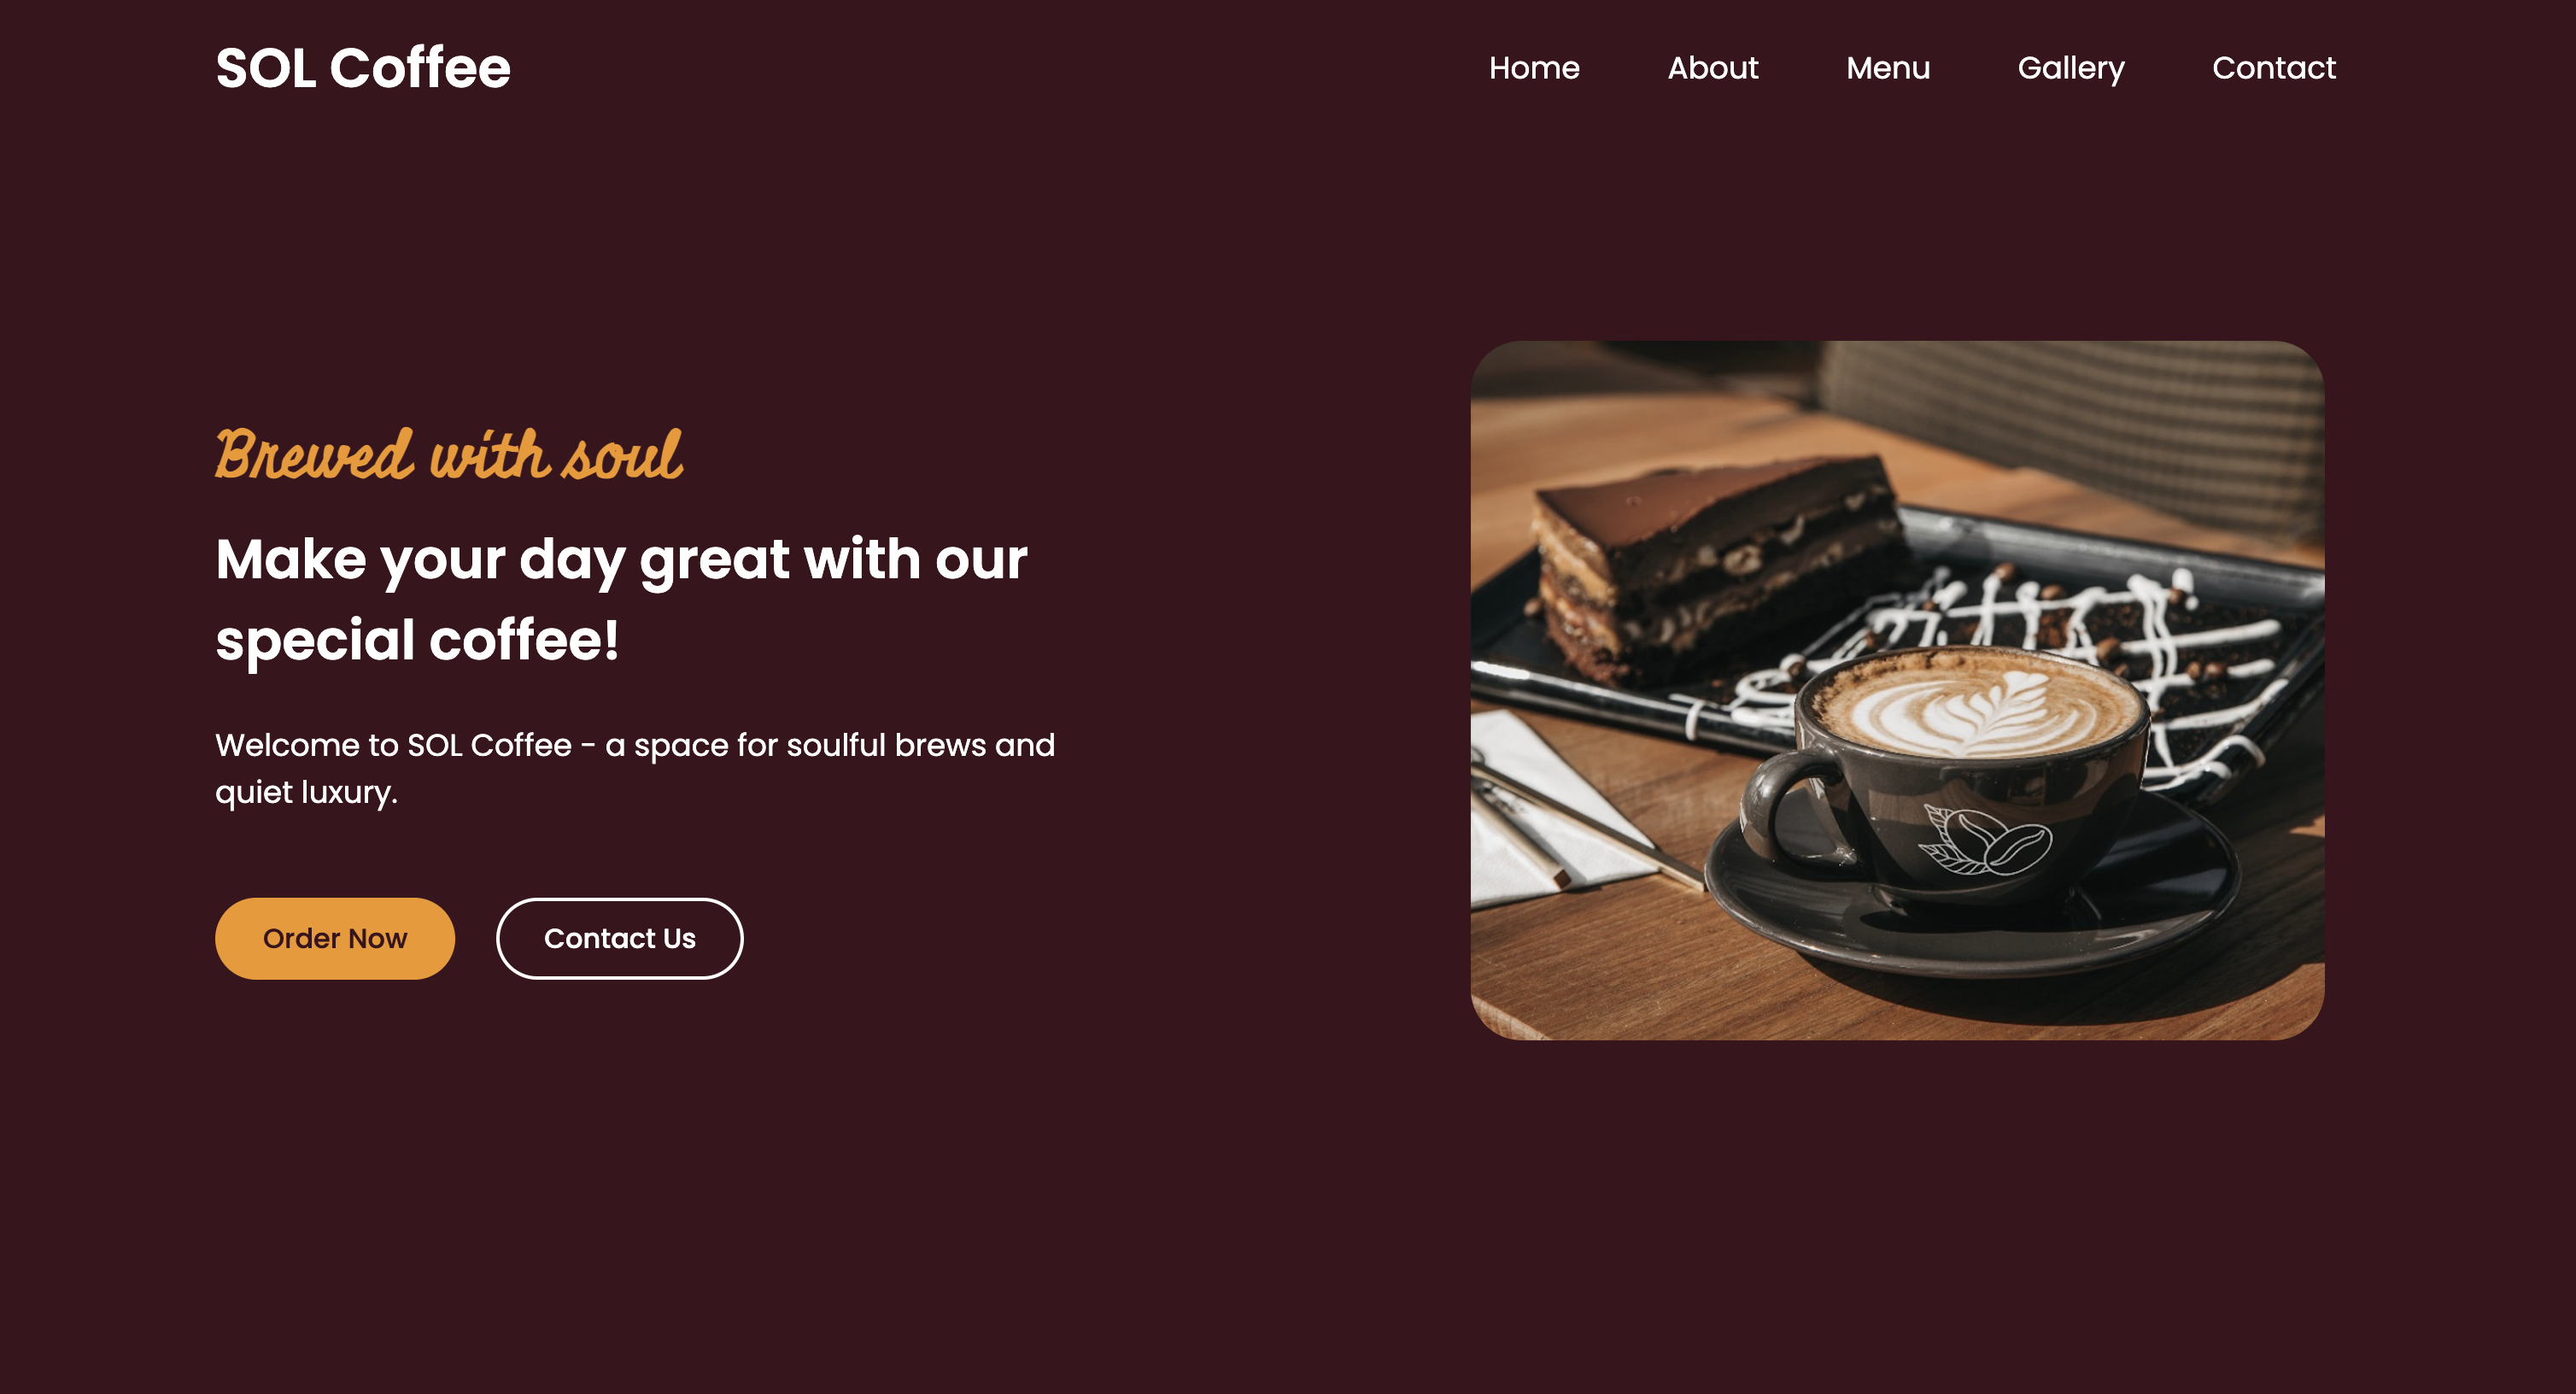 SOL Coffee
Home About Menu Gallery Contact
Brewed with soul
Make your day great with our
special coffee!
Welcome to SOL Coffee - a space for soulful brews and
quiet luxury.
Order Now Contact Us